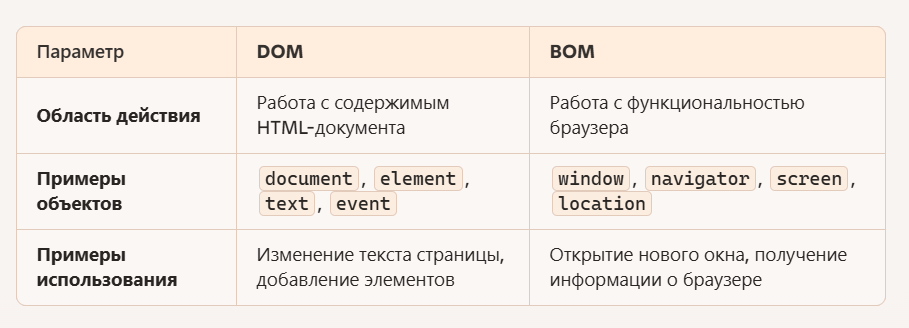 Параметр DOM BOM
Область действия
Работа с содержимым
HTML-документа
Работа с функциональностью
браузера
Примеры
объектов
document, element,
text, event
window, navigator, screen,
location
Примеры
использования
Изменение текста страницы,
добавление элементов
Открытие нового окна, получение
информации о браузере